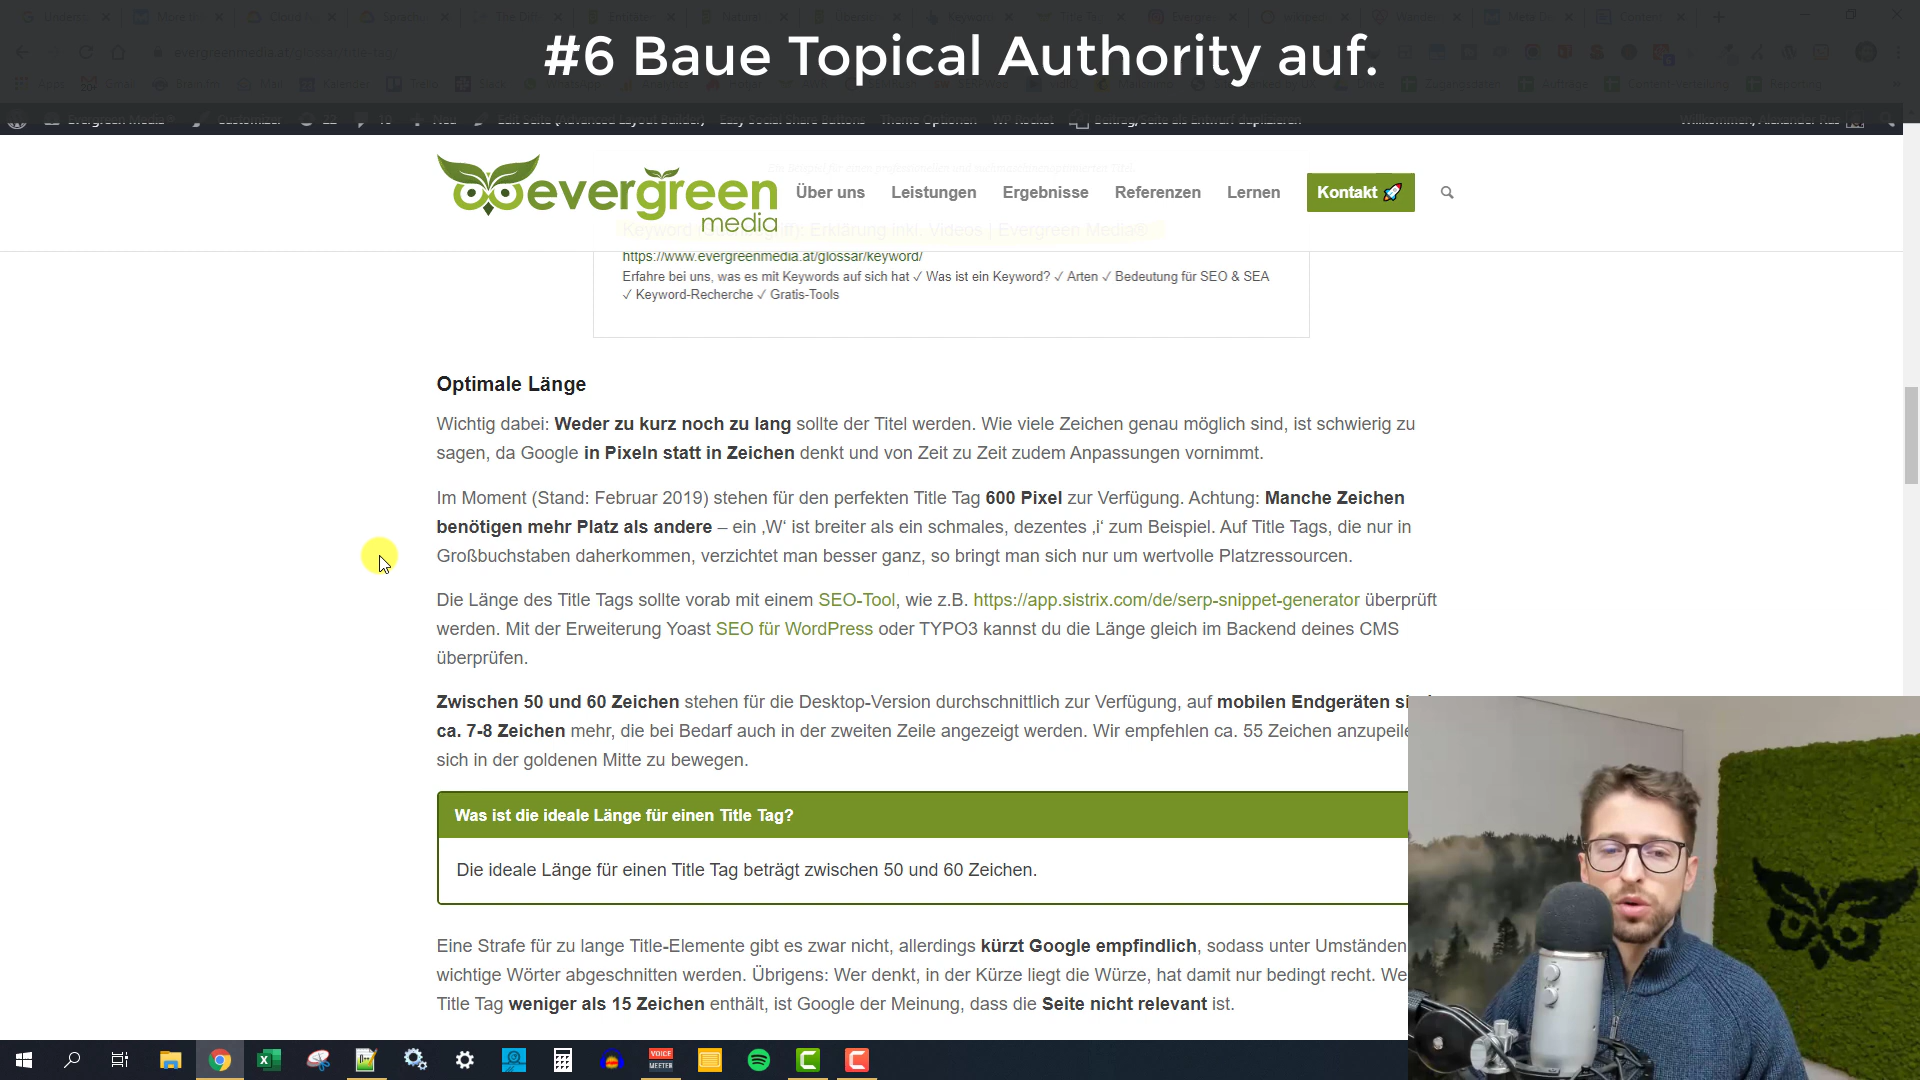 #6 Baue Topical Authority auf.
evergreenmedia.at/glossar/title-tag/
evergreen
media
Über uns
Leistungen
Ergebnisse
Referenzen
Lernen
Kontakt 🚀
Erklärung inkl. Videos | Evergreen Media®
https://www.evergreenmedia.at/glossar/keyword/
Erfahre bei uns, was es mit Keywords auf sich hat ✓ Was ist ein Keyword? ✓ Arten ✓ Bedeutung für SEO & SEA
✓ Keyword-Recherche ✓ Gratis-Tools
Optimale Länge
Wichtig dabei: Weder zu kurz noch zu lang sollte der Titel werden. Wie viele Zeichen genau möglich sind, ist schwierig zu
sagen, da Google in Pixeln statt in Zeichen denkt und von Zeit zu Zeit zudem Anpassungen vornimmt.
Im Moment (Stand: Februar 2019) stehen für den perfekten Title Tag 600 Pixel zur Verfügung. Achtung: Manche Zeichen
benötigen mehr Platz als andere – ein ‚W‘ ist breiter als ein schmales, dezentes ‚i‘ zum Beispiel. Auf Title Tags, die nur in
Großbuchstaben daherkommen, verzichtet man besser ganz, so bringt man sich nur um wertvolle Platzressourcen.
Die Länge des Title Tags sollte vorab mit einem SEO-Tool, wie z.B. https://app.sistrix.com/de/serp-snippet-generator überprüft
werden. Mit der Erweiterung Yoast SEO für WordPress oder TYPO3 kannst du die Länge gleich im Backend deines CMS
überprüfen.
Zwischen 50 und 60 Zeichen stehen für die Desktop-Version durchschnittlich zur Verfügung, auf mobilen Endgeräten
ca. 7-8 Zeichen mehr, die bei Bedarf auch in der zweiten Zeile angezeigt werden. Wir empfehlen ca. 55 Zeichen
sich in der goldenen Mitte zu bewegen.
Was ist die ideale Länge für einen Title Tag?
Die ideale Länge für einen Title Tag beträgt zwischen 50 und 60 Zeichen.
Eine Strafe für zu lange Title-Elemente gibt es zwar nicht, allerdings kürzt Google empfindlich, sodass unter Umständen
wichtige Wörter abgeschnitten werden. Übrigens: Wer denkt, in der Kürze liegt die Würze, hat damit nur bedingt recht.
Title Tag weniger als 15 Zeichen enthält, ist Google der Meinung, dass die Seite nicht relevant ist.
VOICE
MEETER